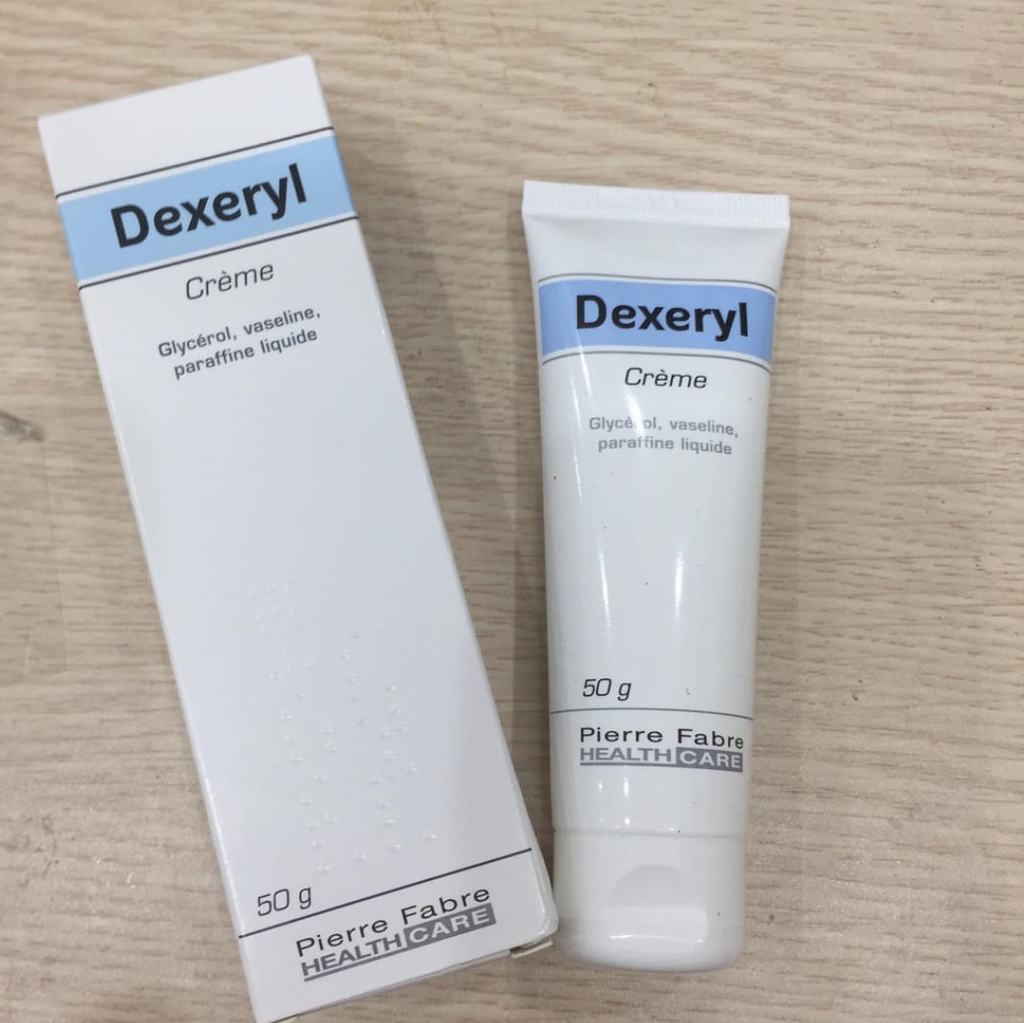 Dexeryl
Crème
Glycérol, vaseline,
paraffine liquide
50 g
Pierre Fabre
HEALTH CARE
Dexeryl
Crème
Glycérol, vaseline,
paraffine liquide
50 g
Pierre Fabre
HEALTH CARE